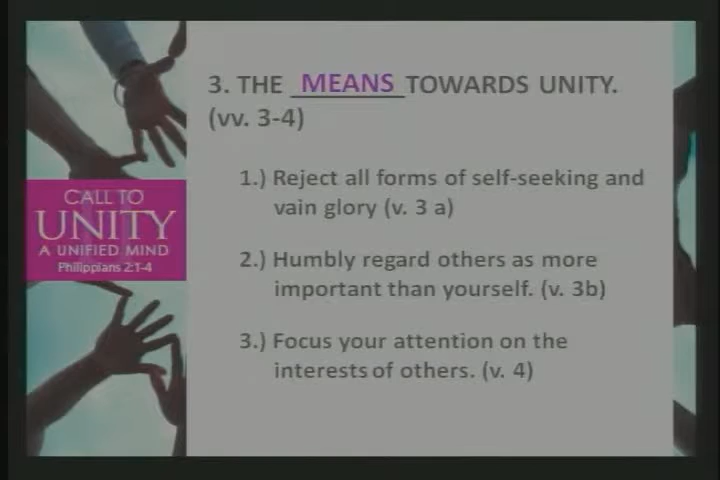 3. THE MEANS TOWARDS UNITY.
(vv. 3-4)
1.) Reject all forms of self-seeking and
vain glory (v. 3 a)
2.) Humbly regard others as more
important than yourself. (v. 3b)
3.) Focus your attention on the
interests of others. (v. 4)
CALL TO
UNITY
A UNIFIED MIND
Philippians 2:1-4